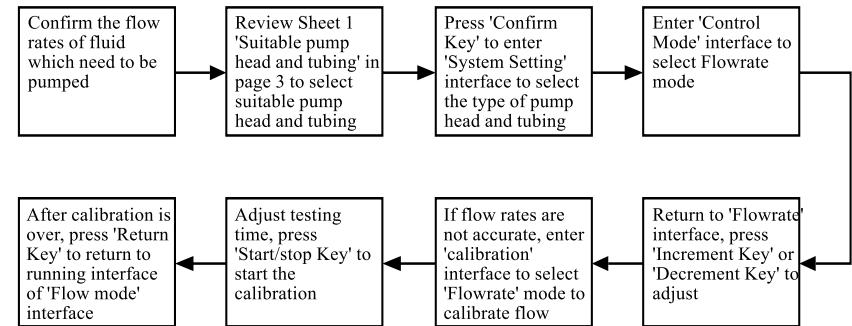 Confirm the flow
rates of fluid
which need to be
pumped
Review Sheet 1
'Suitable pump
head and tubing' in
page 3 to select
suitable pump
head and tubing
Press 'Confirm
Key' to enter
'System Setting'
interface to select
the type of pump
head and tubing
Enter 'Control
Mode' interface to
select Flowrate
mode
Return to 'Flowrate'
interface, press
'Increment Key' or
'Decrement Key' to
adjust
If flow rates are
not accurate, enter
'calibration'
interface to select
'Flowrate' mode to
calibrate flow
Adjust testing
time, press
'Start/stop Key' to
start the
calibration
After calibration is
over, press 'Return
Key' to return to
running interface
of 'Flow mode'
interface